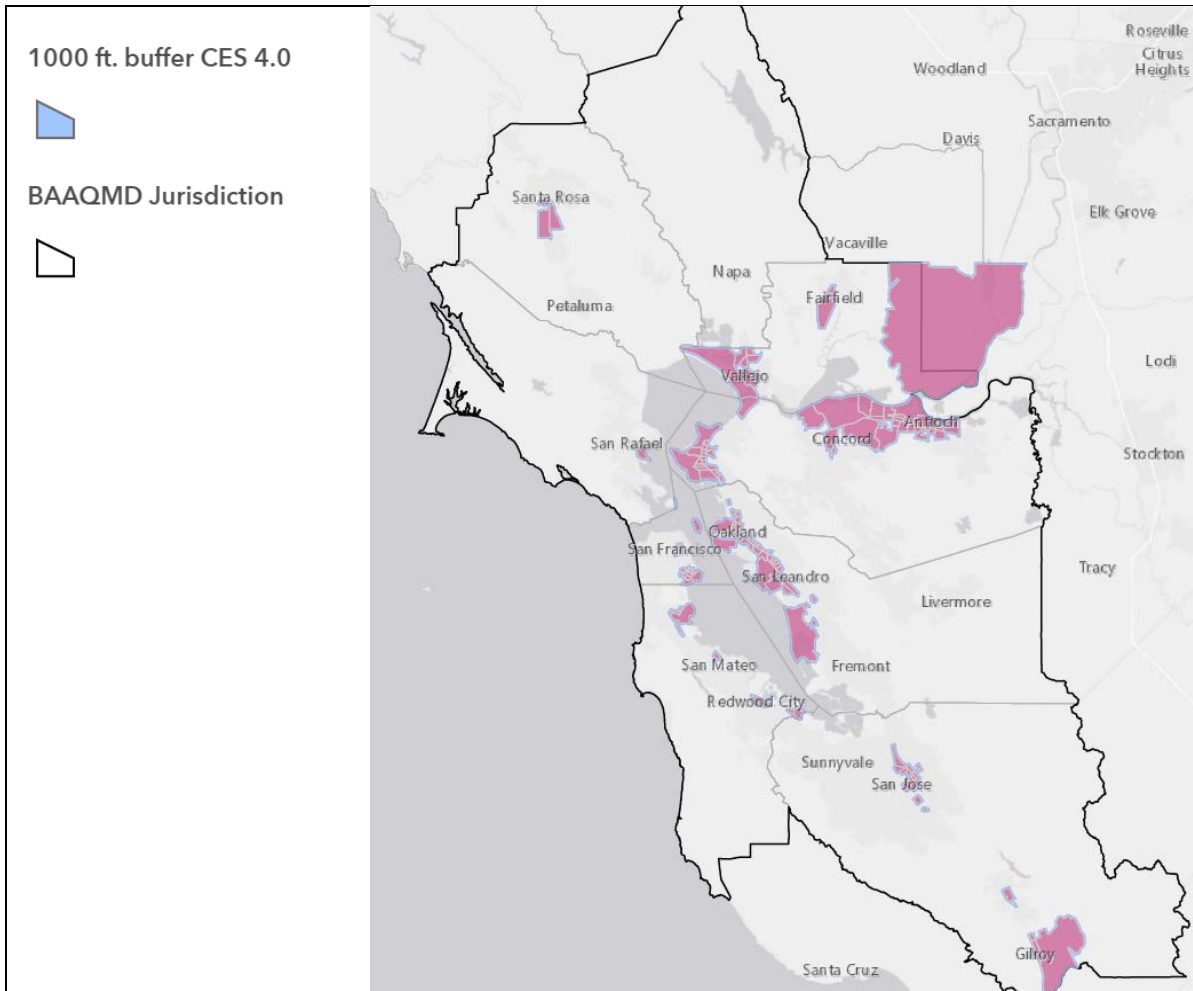 1000 ft. buffer CES 4.0
BAAQMD Jurisdiction
Roseville
Citrus
Heights
Woodland
Sacramento
Davis
Elk Grove
Santa Rosa
Vacaville
Napa
Fairfield
Petaluma
Lodi
Vallejo
Antioch
Concord
San Rafael
Stockton
Oakland
San Francisco
Tracy
San Leandro
Livermore
San Mateo
Fremont
Redwood City
Sunnyvale
San Jose
Gilroy
Santa Cruz